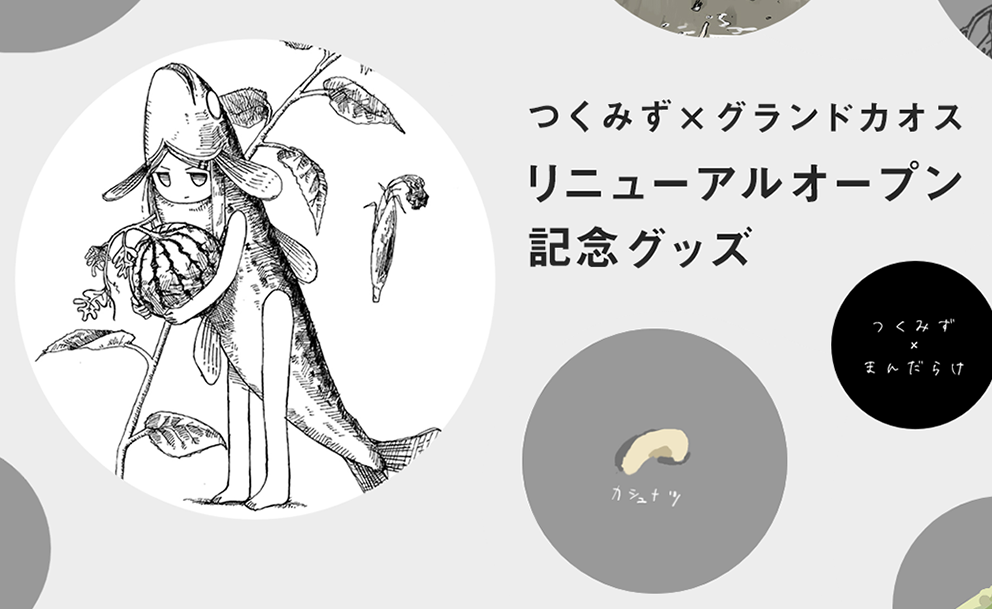 つくみず×グランドカオス
リニューアルオープン
記念グッズ
つくみず
×
まんだらけ
カシュナッツ